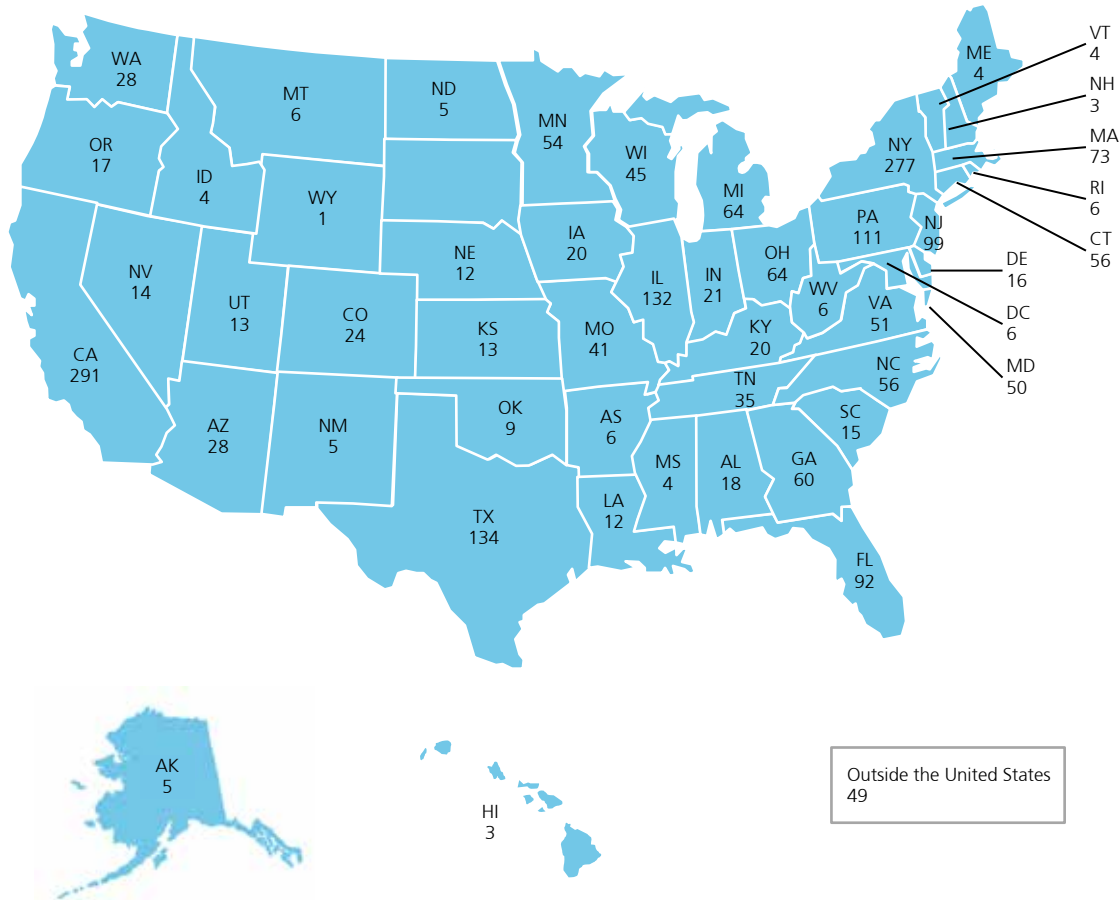 WA
28
MT
6
ND
5
MN
54
ME
4
VT
4
NH
3
MA
73
RI
6
CT
56
OR
17
ID
4
WY
1
WI
45
MI
64
NY
277
IA
20
NE
12
PA
111
NJ
99
NV
14
UT
13
CO
24
KS
13
MO
41
IL
132
IN
21
OH
64
WV
6
VA
51
DE
16
DC
6
MD
50
CA
291
KY
20
NC
56
TN
35
AZ
28
NM
5
OK
9
AS
6
SC
15
MS
4
AL
18
GA
60
TX
134
LA
12
FL
92
AK
5
HI
3
Outside the United States
49